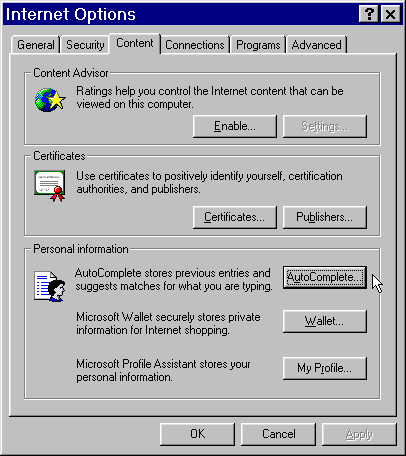 Internet Options
General Security Content Connections Programs Advanced
Content Advisor
Ratings help you control the Internet content that can be
viewed on this computer.
Enable... Settings...
Certificates
Use certificates to positively identify yourself, certification
authorities, and publishers.
Certificates... Publishers...
Personal information
AutoComplete stores previous entries and
suggests matches for what you are typing.
AutoComplete...
Microsoft Wallet securely stores private
information for Internet shopping.
Wallet...
Microsoft Profile Assistant stores your
personal information.
My Profile...
OK Cancel Apply